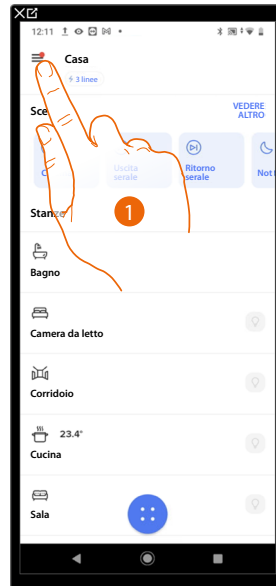 12:11
Casa
3 linee
Sce
VEDERE
ALTRO
Uscita
serale
Ritorno
serale
Not
Stanze
1
Bagno
Camera da letto
Corridoio
23.4°
Cucina
Sala